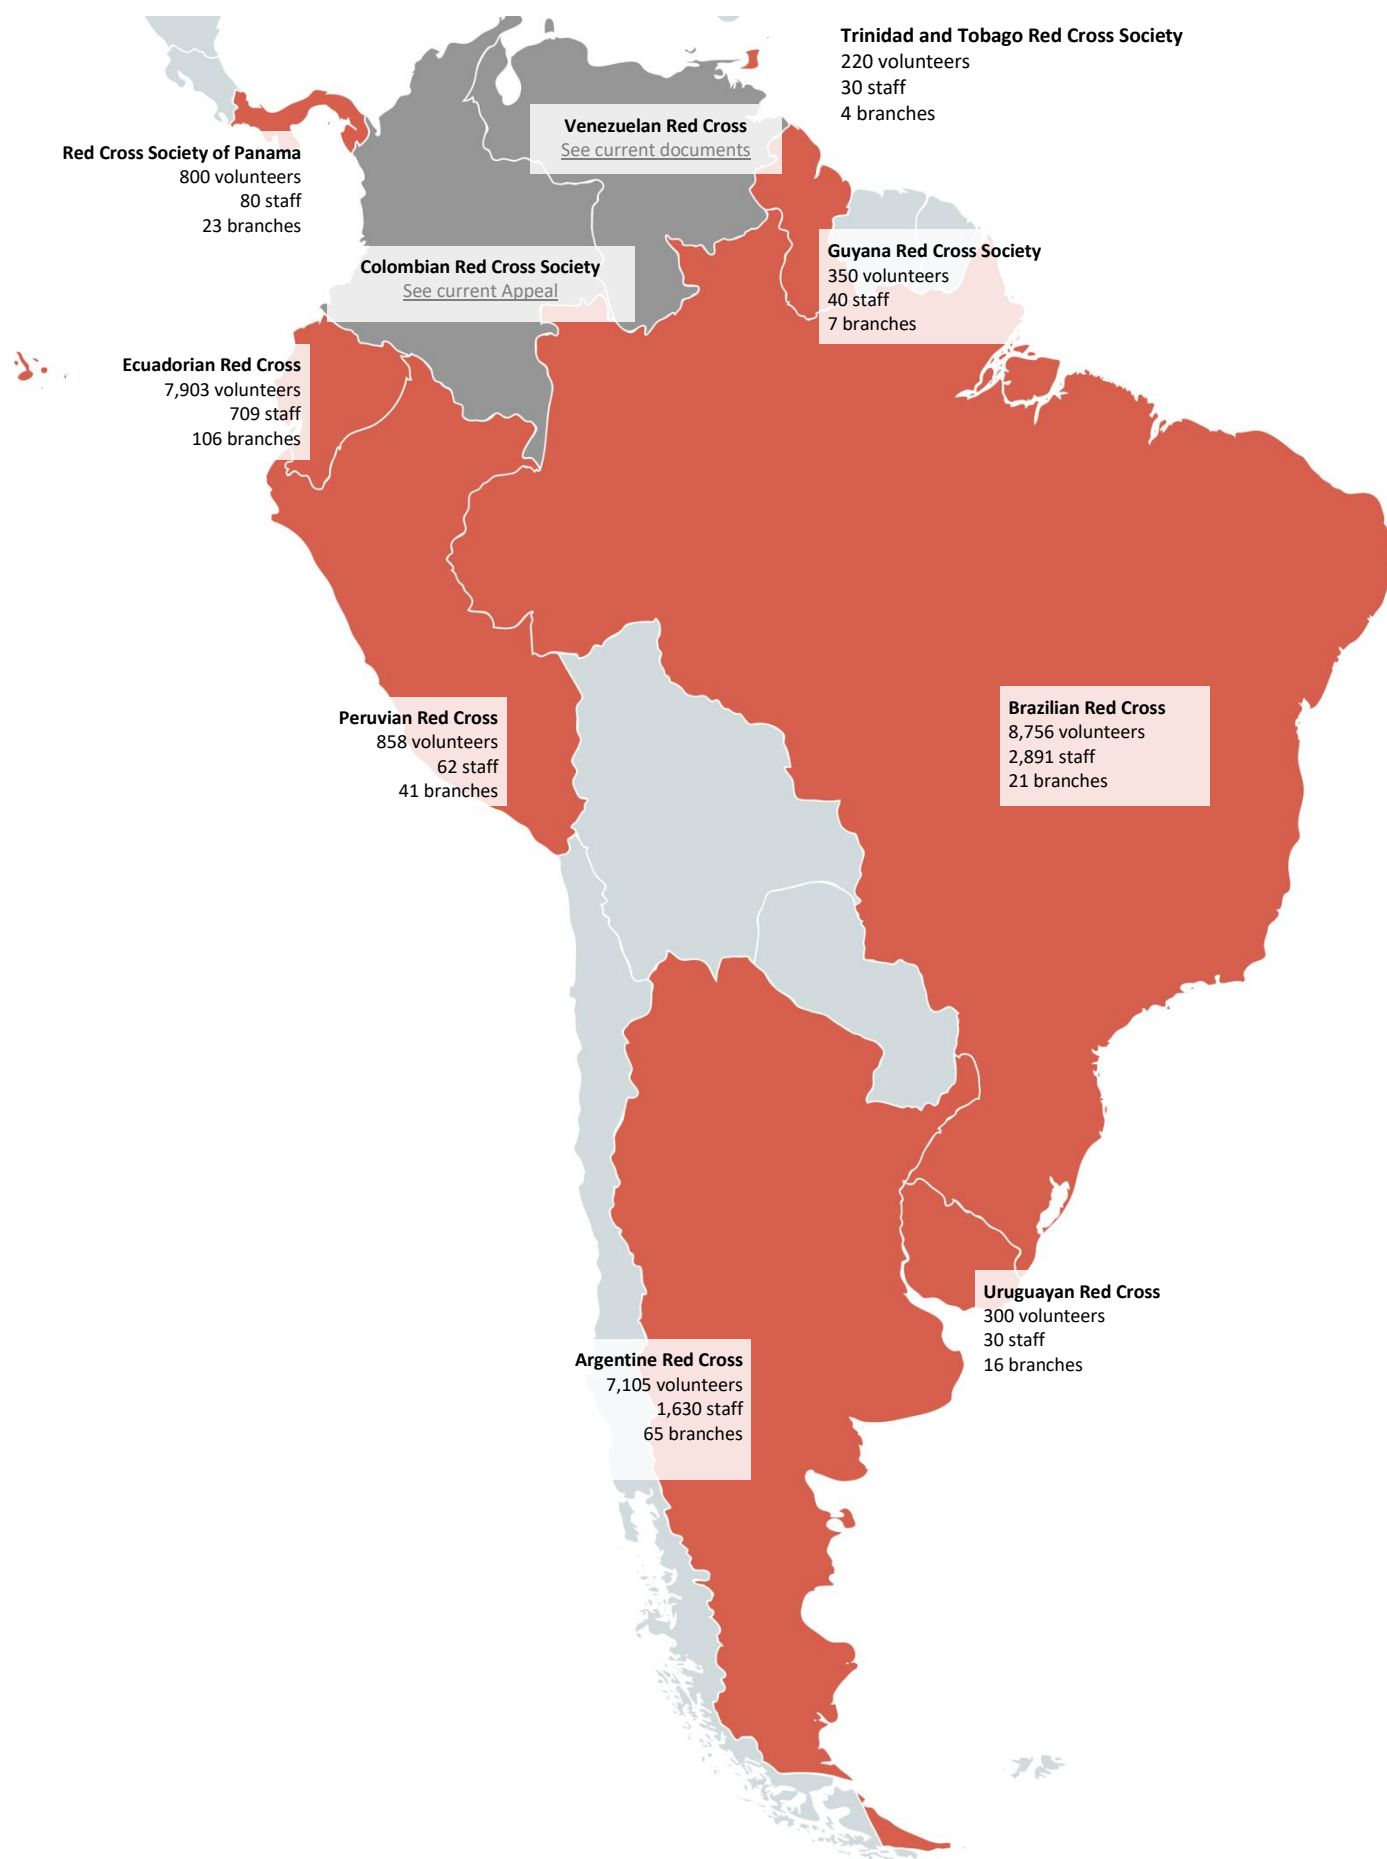 Trinidad and Tobago Red Cross Society
220 volunteers
30 staff
4 branches
Venezuelan Red Cross
See current documents
Red Cross Society of Panama
800 volunteers
80 staff
23 branches
Colombian Red Cross Society
See current Appeal
Guyana Red Cross Society
350 volunteers
40 staff
7 branches
Ecuadorian Red Cross
7,903 volunteers
709 staff
106 branches
Peruvian Red Cross
858 volunteers
62 staff
41 branches
Brazilian Red Cross
8,756 volunteers
2,891 staff
21 branches
Uruguayan Red Cross
300 volunteers
30 staff
16 branches
Argentine Red Cross
7,105 volunteers
1,630 staff
65 branches